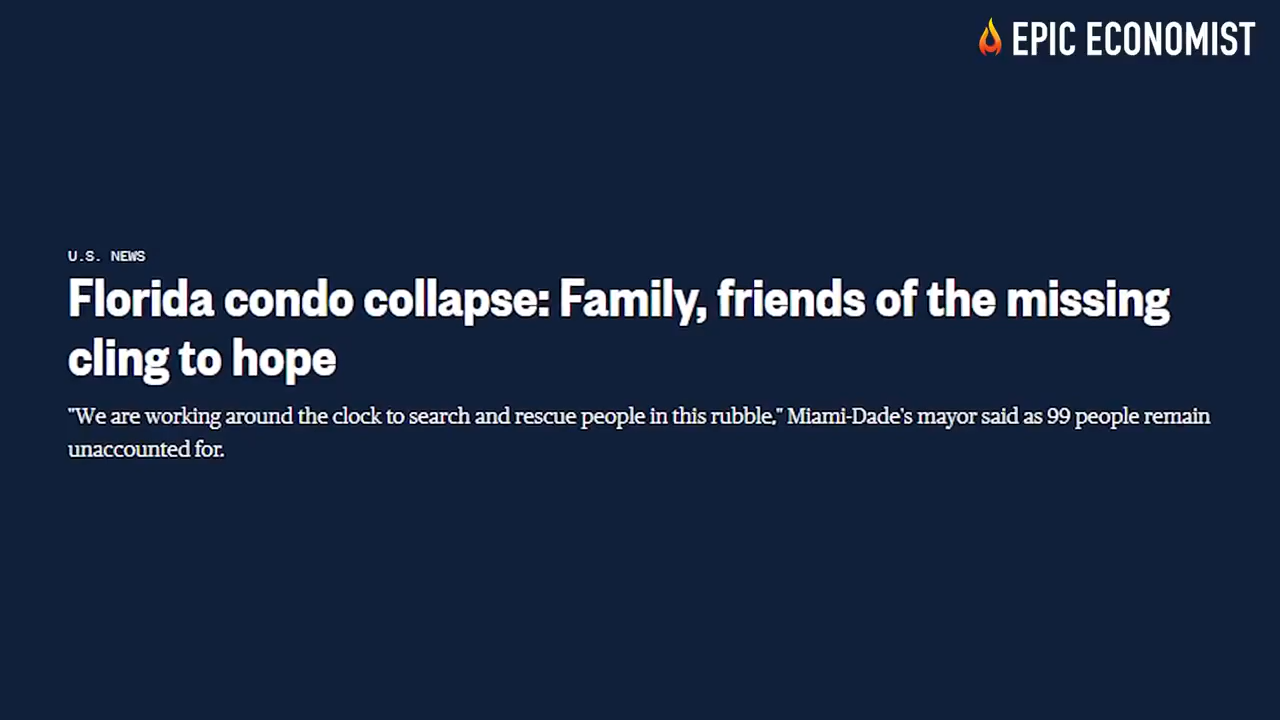 EPIC ECONOMIST
U.S. NEWS
Florida condo collapse: Family, friends of the missing
cling to hope
"We are working around the clock to search and rescue people in this rubble," Miami-Dade's mayor said as 99 people remain
unaccounted for.